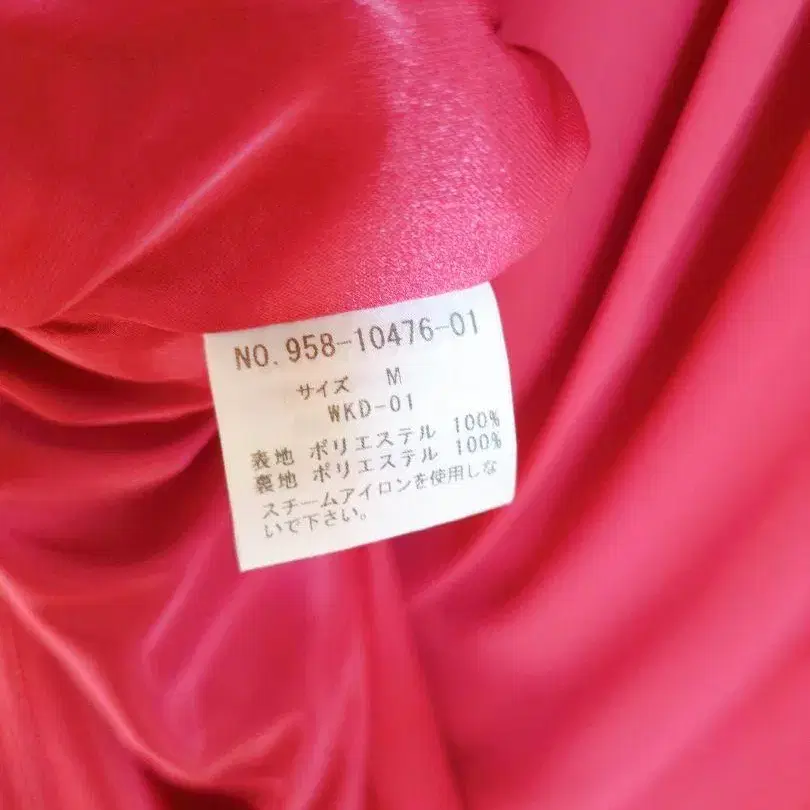 NO. 958-10476-01
サイズ M
WKD-01
表地 ポリエステル 100%
裏地 ポリエステル 100%
スチームアイロンを使用しな
いで下さい。